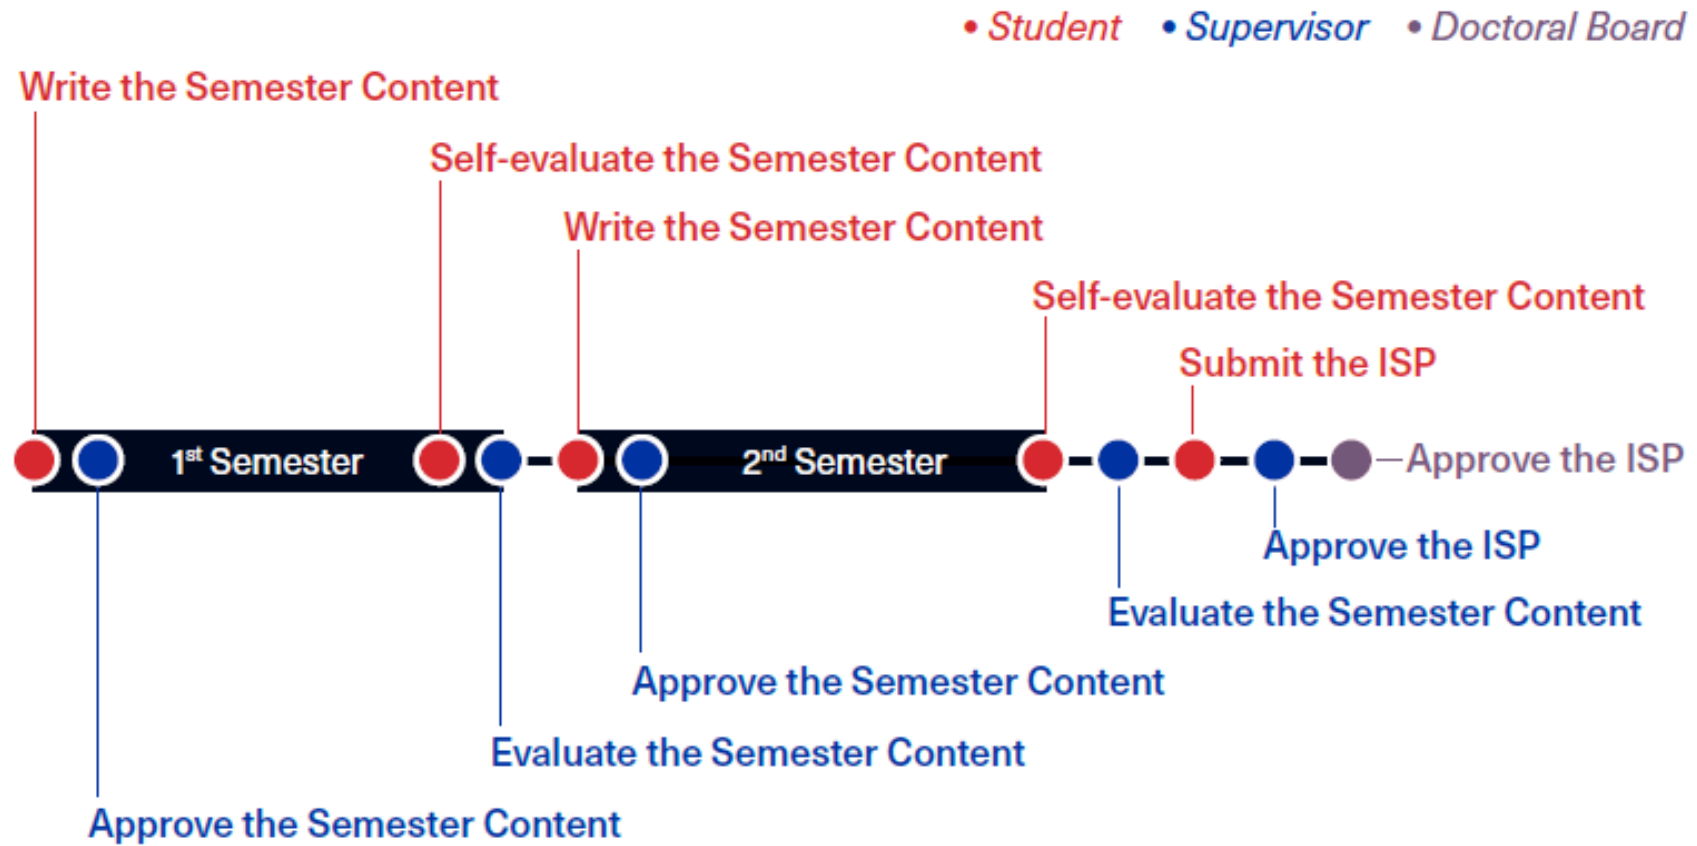 • Student • Supervisor • Doctoral Board
Write the Semester Content
Self-evaluate the Semester Content
Write the Semester Content
Self-evaluate the Semester Content
Submit the ISP
1st Semester
2nd Semester
Approve the ISP
Approve the ISP
Evaluate the Semester Content
Approve the Semester Content
Evaluate the Semester Content
Approve the Semester Content